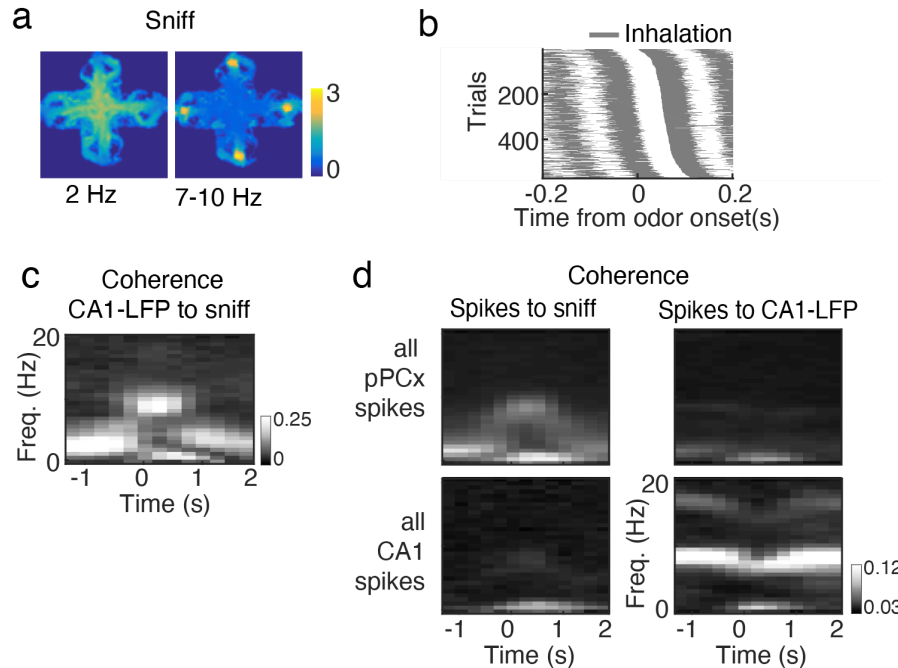 a
Sniff
3
0
2 Hz
7-10 Hz
b
Inhalation
Trials
200
400
-0.2
0
0.2
Time from odor onset(s)
c
Coherence
CA1-LFP to sniff
20
0
Freq. (Hz)
0.25
0
-1
0
1
2
Time (s)
d
Coherence
Spikes to sniff
Spikes to CA1-LFP
all
pPCx
spikes
all
CA1
spikes
20
0
Freq. (Hz)
0.12
0.03
-1
0
1
2
Time (s)
-1
0
1
2
Time (s)